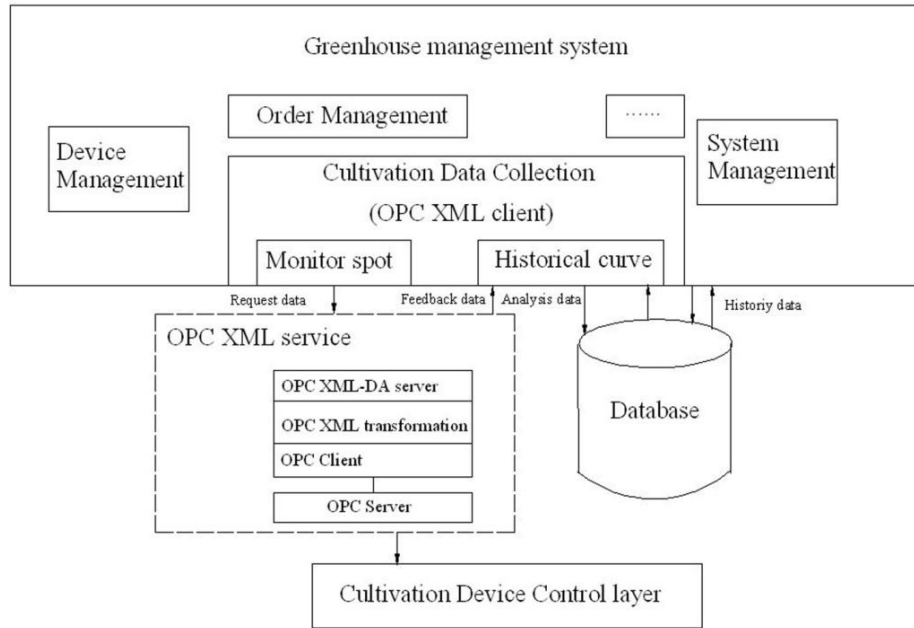 Greenhouse management system
Order Management
……
Device
Management
System
Management
Cultivation Data Collection
(OPC XML client)
Monitor spot
Historical curve
Request data
Feedback data
Analysis data
Historiy data
OPC XML service
OPC XML-DA server
OPC XML transformation
OPC Client
OPC Server
Database
Cultivation Device Control layer